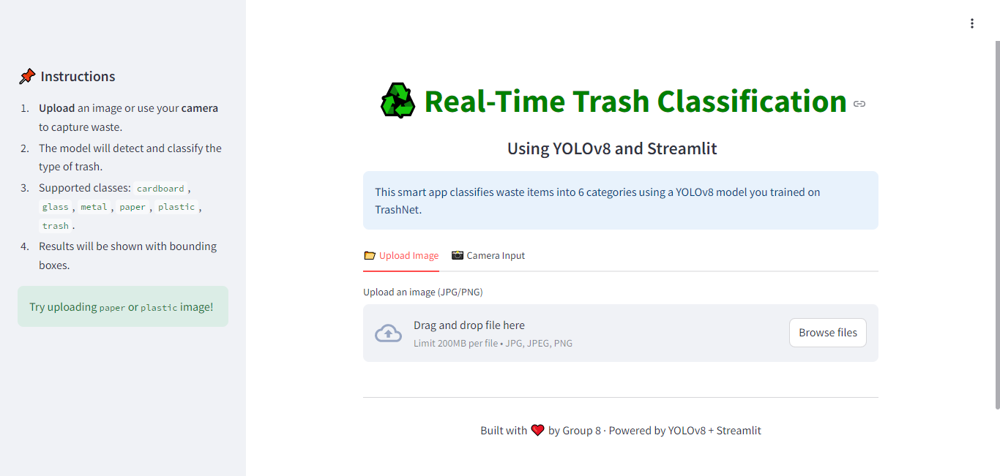 📌 Instructions
1. Upload an image or use your camera
to capture waste.
2. The model will detect and classify the
type of trash.
3. Supported classes: cardboard ,
glass , metal , paper , plastic ,
trash .
4. Results will be shown with bounding
boxes.
Try uploading paper or plastic image!
♻ Real-Time Trash Classification
Using YOLOv8 and Streamlit
This smart app classifies waste items into 6 categories using a YOLOv8 model you trained on
TrashNet.
📂 Upload Image 📸 Camera Input
Upload an image (JPG/PNG)
Drag and drop file here
Limit 200MB per file • JPG, JPEG, PNG
Browse files
Built with ❤️ by Group 8 · Powered by YOLOv8 + Streamlit